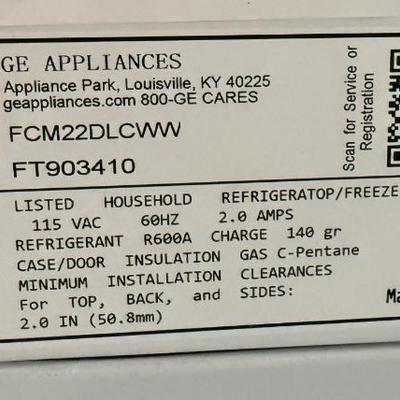 GE APPLIANCES
Appliance Park, Louisville, KY 40225
geappliances.com 800-GE CARES
FCM22DLCWW
FT903410
Scan for Service or
Registration
LISTED HOUSEHOLD REFRIGERATOP/FREEZE
115 VAC 60HZ 2.0 AMPS
REFRIGERANT R600A CHARGE 140 gr
CASE/DOOR INSULATION GAS C-Pentane
MINIMUM INSTALLATION CLEARANCES
For TOP, BACK, and SIDES:
2.0 IN (50.8mm)
Ma